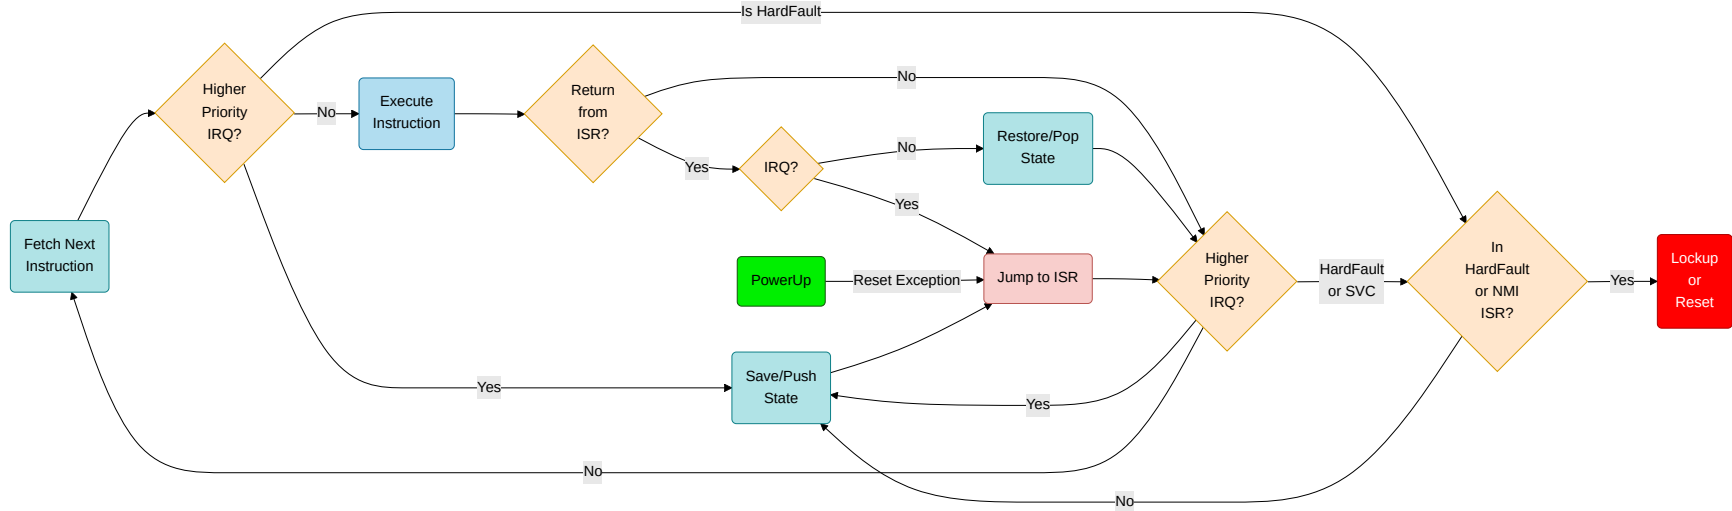 Is HardFault
Higher
Priority
IRQ?
No
Execute
Instruction
Return
from
ISR?
No
Yes
IRQ?
No
Restore/Pop
State
Yes
Fetch Next
Instruction
PowerUp
Reset Exception
Jump to ISR
Higher
Priority
IRQ?
HardFault
or SVC
In
HardFault
or NMI
ISR?
Yes
Lockup
or
Reset
Yes
Save/Push
State
Yes
No
No